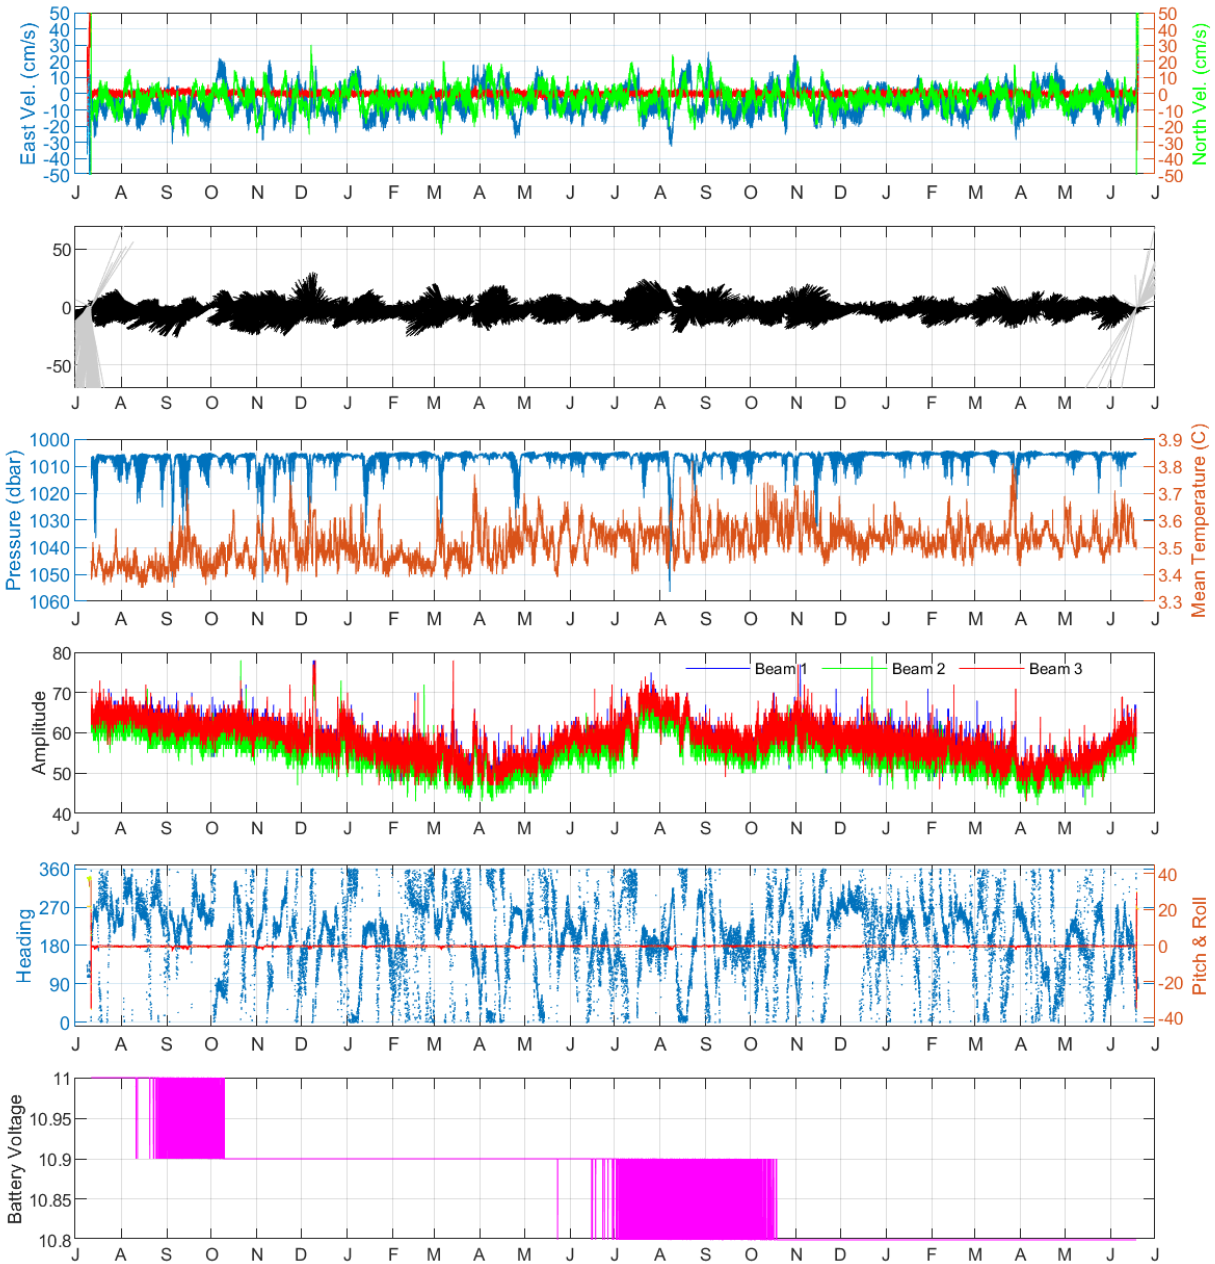 50 40 30 20 10 0 -10 -20 -30 -40 -50
East Vel. (cm/s)
50 40 30 20 10 0 -10 -20 -30 -40 -50
North Vel. (cm/s)
J A S O N D J F M A M J J A S O N D J F M A M J J
50 0 -50
J A S O N D J F M A M J J A S O N D J F M A M J J
1000 1010 1020 1030 1040 1050 1060
Pressure (dbar)
3.9 3.8 3.7 3.6 3.5 3.4 3.3
Mean Temperature (C)
J A S O N D J F M A M J J A S O N D J F M A M J J
80 70 60 50 40
Amplitude
Beam 1 Beam 2 Beam 3
J A S O N D J F M A M J J A S O N D J F M A M J J
360 270 180 90 0
Heading
40 20 0 -20 -40
Pitch & Roll
J A S O N D J F M A M J J A S O N D J F M A M J J
11 10.95 10.9 10.85 10.8
Battery Voltage
J A S O N D J F M A M J J A S O N D J F M A M J J